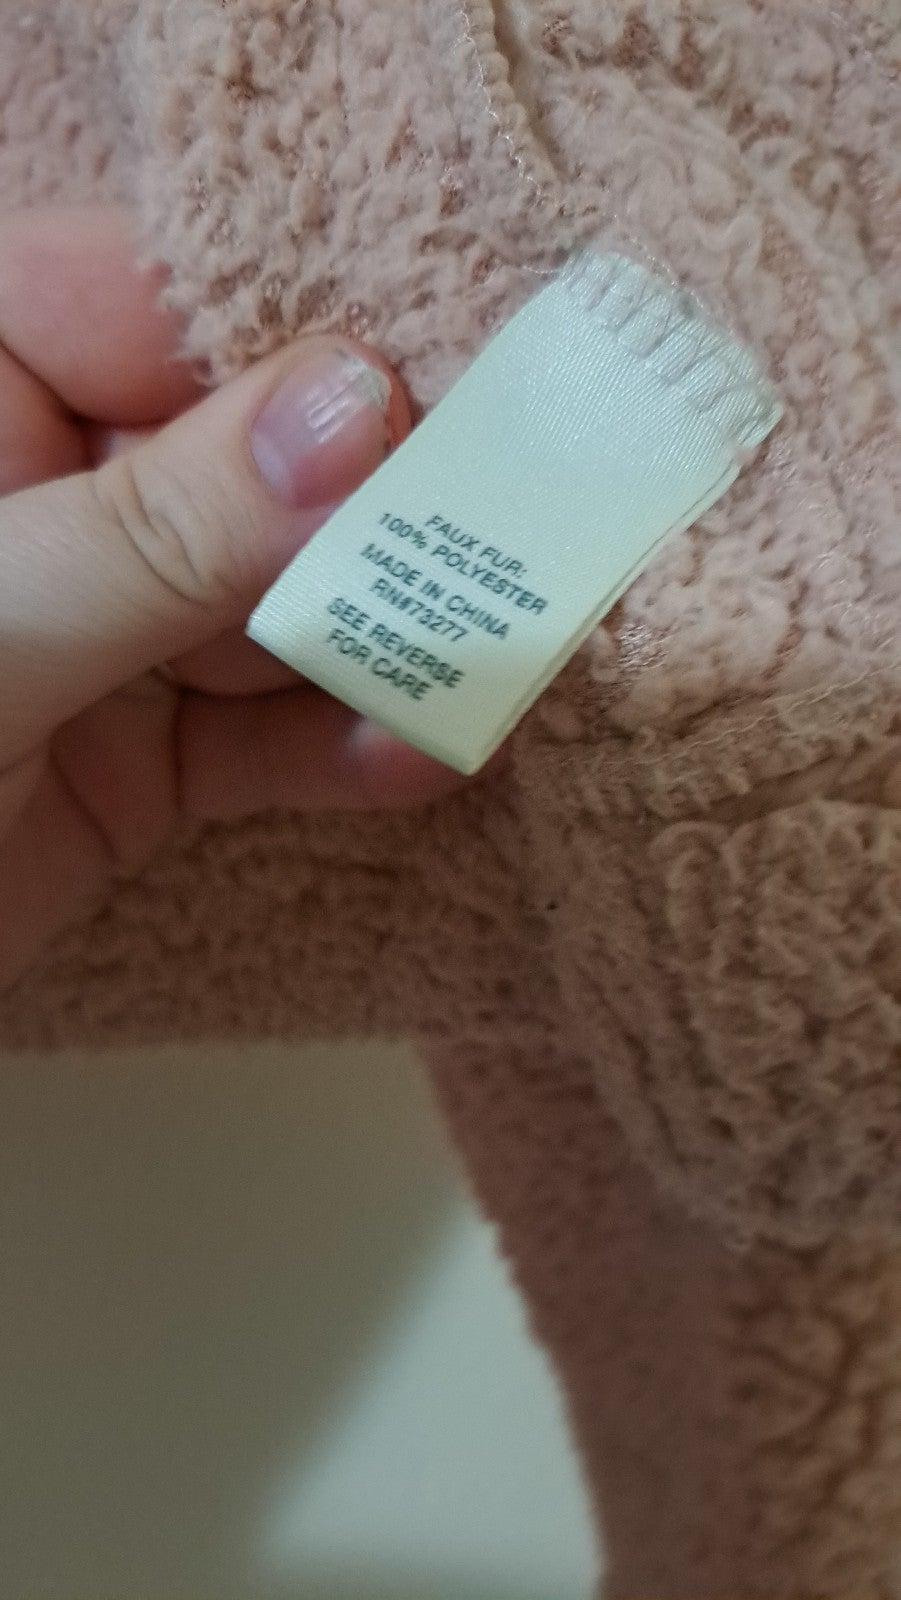 FAUX FUR:
100% POLYESTER
MADE IN CHINA
RN#73277
SEE REVERSE
FOR CARE